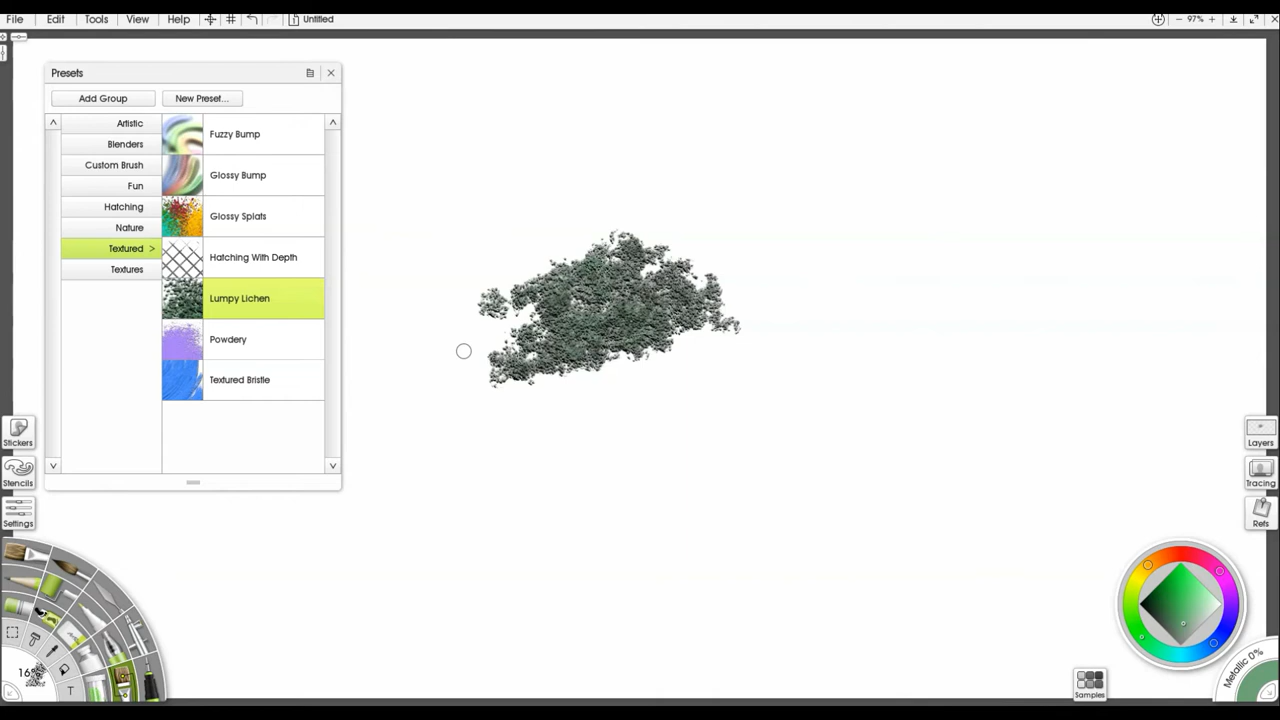 File Edit Tools View Help Untitled 97%
Presets
Add Group New Preset...
Artistic
Blenders
Custom Brush
Fun
Hatching
Nature
Textured >
Textures
Fuzzy Bump
Glossy Bump
Glossy Splats
Hatching With Depth
Lumpy Lichen
Powdery
Textured Bristle
Stickers
Stencils
Settings
Layers
Tracing
Refs
T
Samples
Metallic 0%